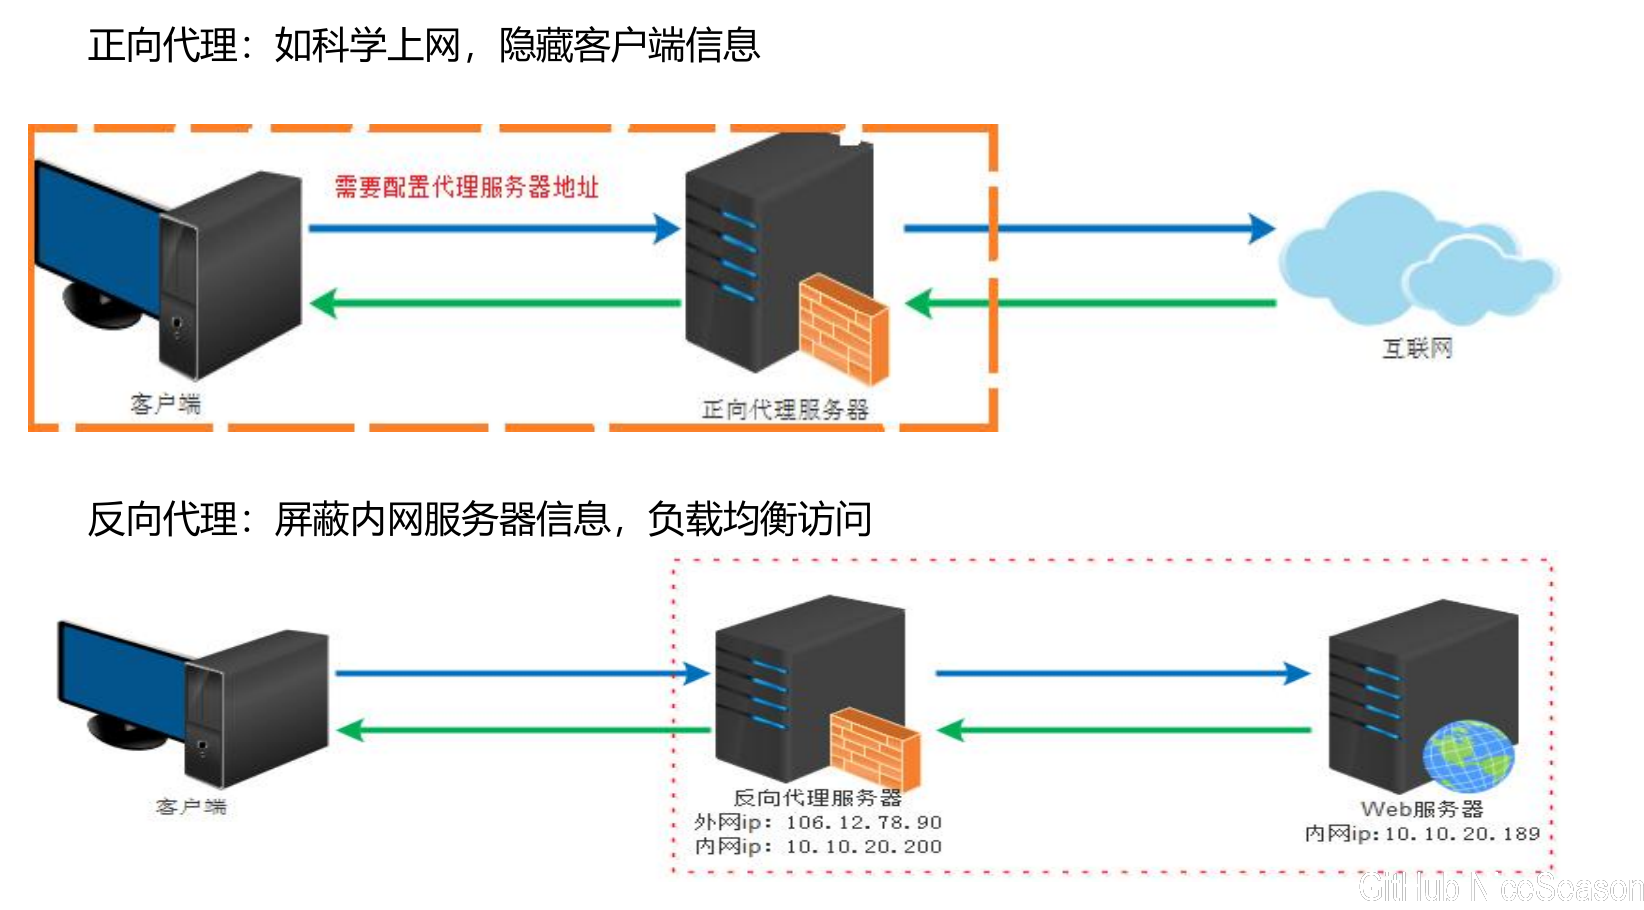 正向代理：如科学上网，隐藏客户端信息
需要配置代理服务器地址
互联网
客户端
正向代理服务器
反向代理：屏蔽内网服务器信息，负载均衡访问
反向代理服务器
外网ip：106.12.78.90
内网ip：10.10.20.200
客户端
Web服务器
内网ip:10.10.20.189
GitHub NiceSeason